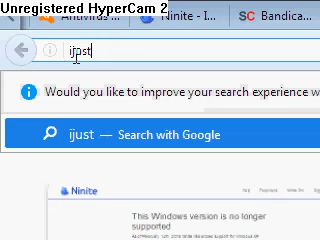 Unregistered HyperCam 2
Antivirus
Ninite - I...
SC Bandica...
ijust
Would you like to improve your search experience w
ijust — Search with Google
Ninite
This Windows version is no longer
supported